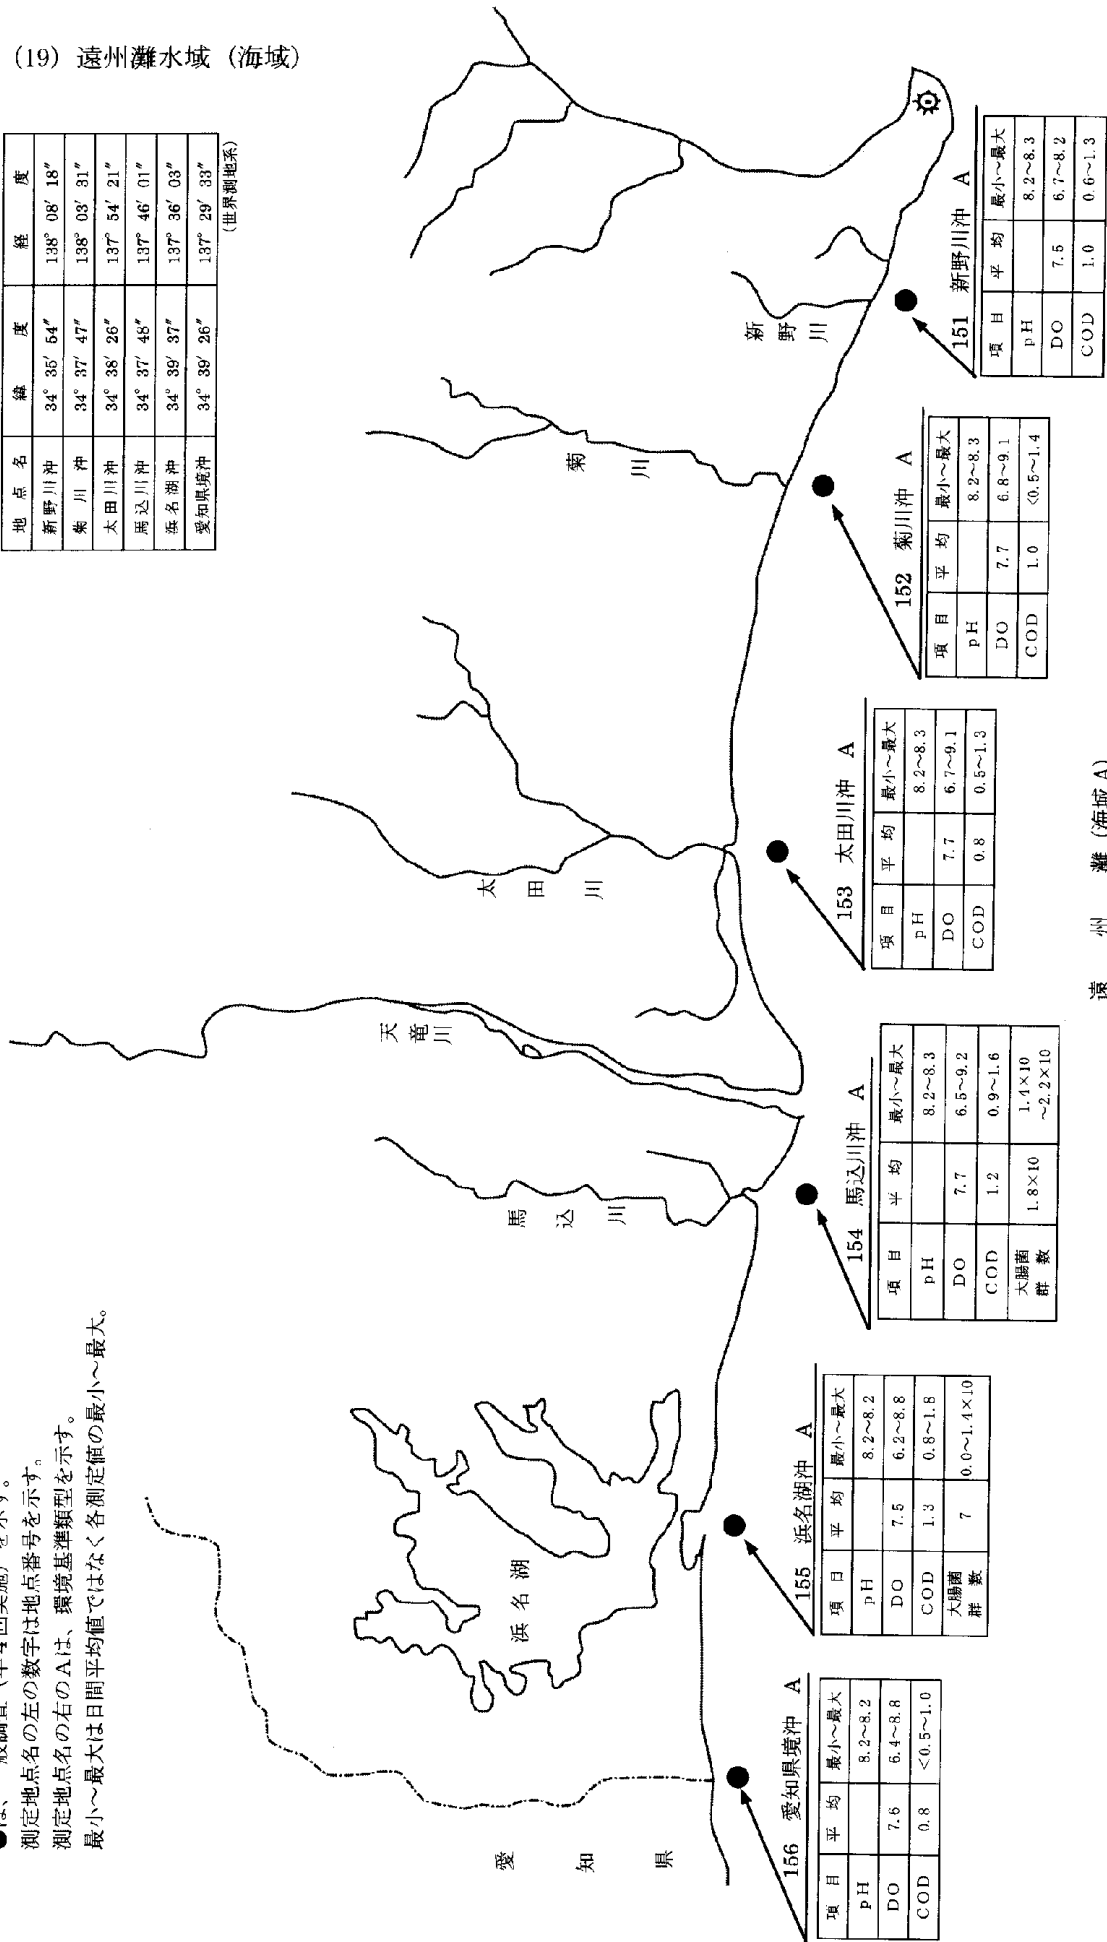 (19) 遠州灘水域 (海域)
地 点 名 緯 度 経 度
新野川沖 34° 35′ 54″ 138° 08′ 18″
菊 川 沖 34° 37′ 47″ 138° 03′ 31″
太田川沖 34° 38′ 26″ 137° 54′ 21″
馬込川沖 34° 37′ 48″ 137° 46′ 01″
浜名湖沖 34° 39′ 37″ 137° 36′ 03″
愛知県境沖 34° 39′ 26″ 137° 29′ 33″
(世界測地系)
測定地点名の左の数字は地点番号を示す。
測定地点名の右のAは、環境基準類型を示す。
最小～最大は日間平均値ではなく各測定値の最小～最大。
愛知県
浜名湖
馬込川
天竜川
太田川
菊川
新野川
156 愛知県境沖 A
項 目 平 均 最小～最大
pH 8.2～8.2
DO 7.6 6.4～8.8
COD 0.8 <0.5～1.0
155 浜名湖沖 A
項 目 平 均 最小～最大
pH 8.2～8.2
DO 7.5 6.2～8.8
COD 1.3 0.8～1.8
大腸菌
群 数 7 0.0～1.4×10
154 馬込川沖 A
項 目 平 均 最小～最大
pH 8.2～8.3
DO 7.7 6.5～9.2
COD 1.2 0.9～1.6
大腸菌
群 数 1.8×10 1.4×10
～2.2×10
153 太田川沖 A
項 目 平 均 最小～最大
pH 8.2～8.3
DO 7.7 6.7～9.1
COD 0.8 0.5～1.3
152 菊川沖 A
項 目 平 均 最小～最大
pH 8.2～8.3
DO 7.7 6.8～9.1
COD 1.0 <0.5～1.4
151 新野川沖 A
項 目 平 均 最小～最大
pH 8.2～8.3
DO 7.5 6.7～8.2
COD 1.0 0.6～1.3
遠 州 灘 (海域A)